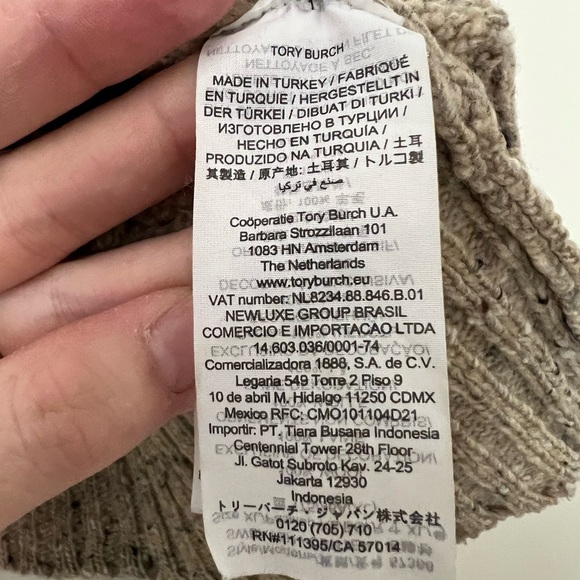 TORY BURCH
MADE IN TURKEY / FABRIQUÉ
EN TURQUIE / HERGESTELLT IN
DER TÜRKEI / DIBUAT DI TURKI /
ИЗГОТОВЛЕНО В ТУРЦИИ /
HECHO EN TURQUÍA /
PRODUZIDO NA TURQUIA / 土耳
其製造 / 原产地: 土耳其 / トルコ製
صنع في تركيا
Coöperatie Tory Burch U.A.
Barbara Strozzilaan 101
1083 HN Amsterdam
The Netherlands
www.toryburch.eu
VAT number: NL8234.88.846.B.01
NEWLUXE GROUP BRASIL
COMERCIO E IMPORTACAO LTDA
14.603.036/0001-74
Comercializadora 1888, S.A. de C.V.
Legaria 549 Torre 2 Piso 9
10 de abril M. Hidalgo 11250 CDMX
Mexico RFC: CMO101104D21
Importir: PT. Tiara Busana Indonesia
Centennial Tower 28th Floor
Jl. Gatot Subroto Kav. 24-25
Jakarta 12930
Indonesia
トリーバーチ・ジャパン株式会社
0120 (705) 710
RN#111395/CA 57014